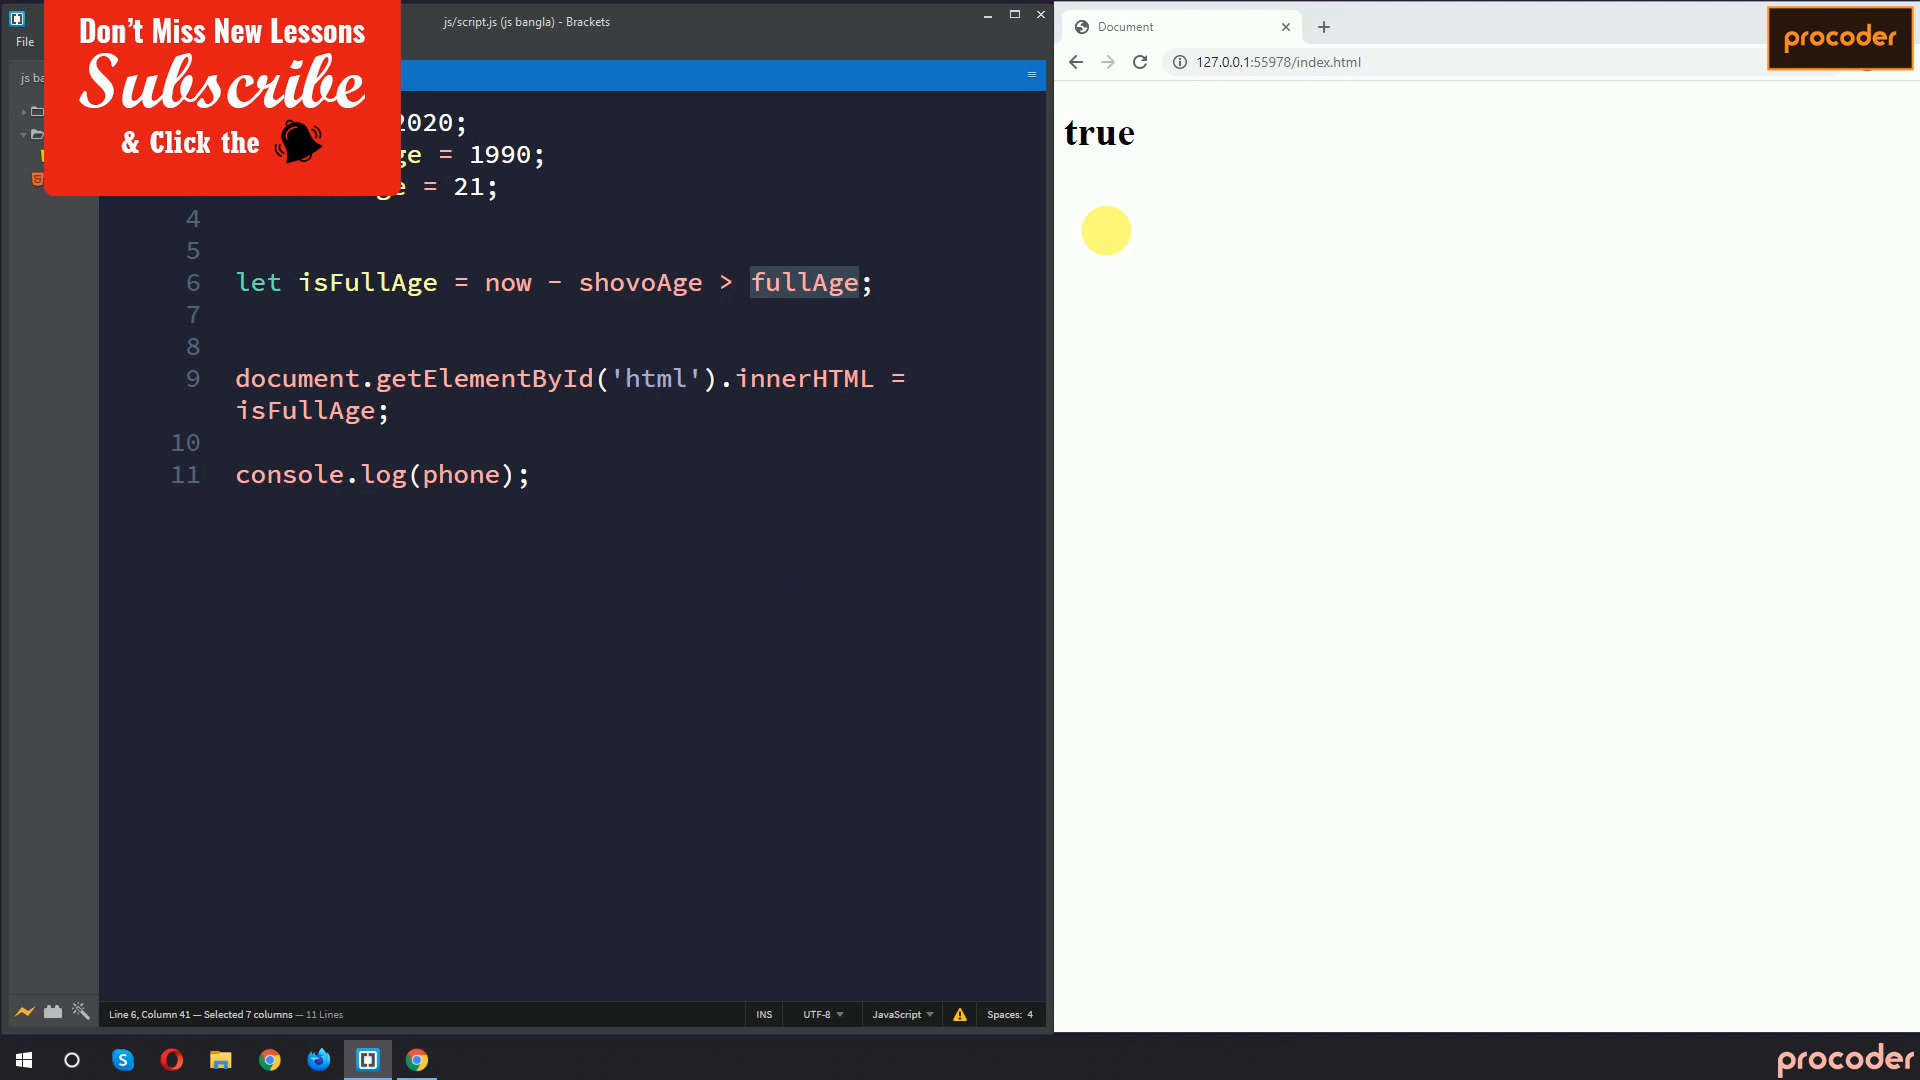 Don't Miss New Lessons
Subscribe
& Click the
File
js/script.js (js bangla) - Brackets
js ba
2020;
ge = 1990;
ge = 21;
4
5
6 let isFullAge = now - shovoAge > fullAge;
7
8
9 document.getElementById('html').innerHTML =
isFullAge;
10
11 console.log(phone);
Line 6, Column 41 — Selected 7 columns — 11 Lines
INS UTF-8 JavaScript Spaces: 4
Document
procoder
127.0.0.1:55978/index.html
true
procoder